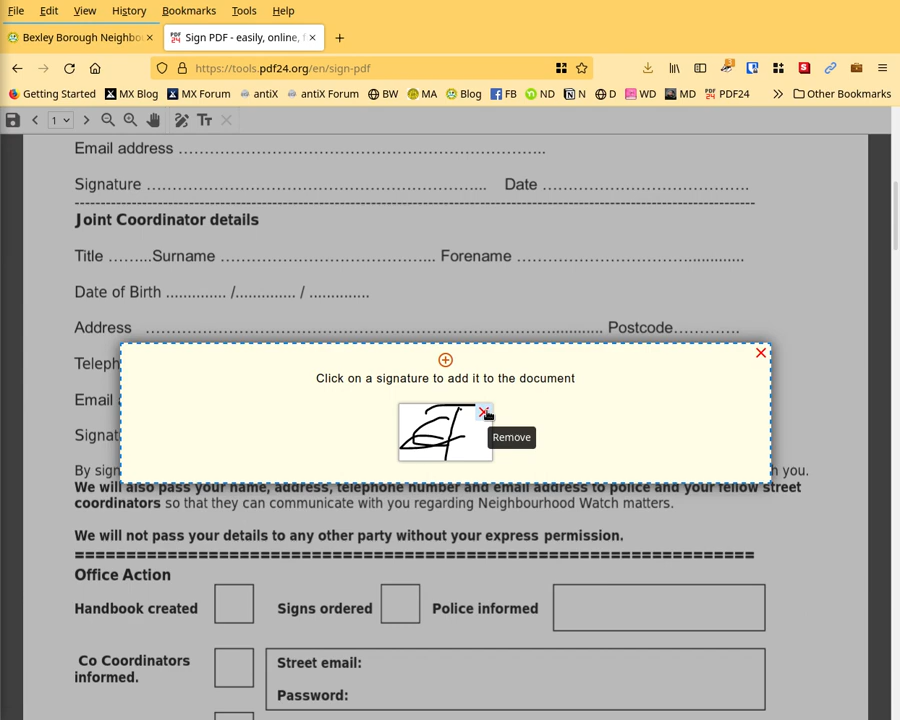 File Edit View History Bookmarks Tools Help
Bexley Borough Neighbou
Sign PDF - easily, online, f
https://tools.pdf24.org/en/sign-pdf
Getting Started MX Blog MX Forum antiX antiX Forum BW MA Blog FB ND N D WD MD PDF24 Other Bookmarks
1
Email address ……………………………………………………..
Signature ………………………………………………... Date …………………………………….
Joint Coordinator details
Title ……...Surname …………………………………... Forename ……………………………...............
Date of Birth .............. /.............. / ..............
Address ………………………………………………………………............ Postcode………….
Teleph
Email
Signat
Click on a signature to add it to the document
Remove
By sign
h you.
We will also pass your name, address, telephone number and email address to police and your fellow street
coordinators so that they can communicate with you regarding Neighbourhood Watch matters.
We will not pass your details to any other party without your express permission.
Office Action
Handbook created Signs ordered Police informed
Co Coordinators
informed.
Street email:
Password: